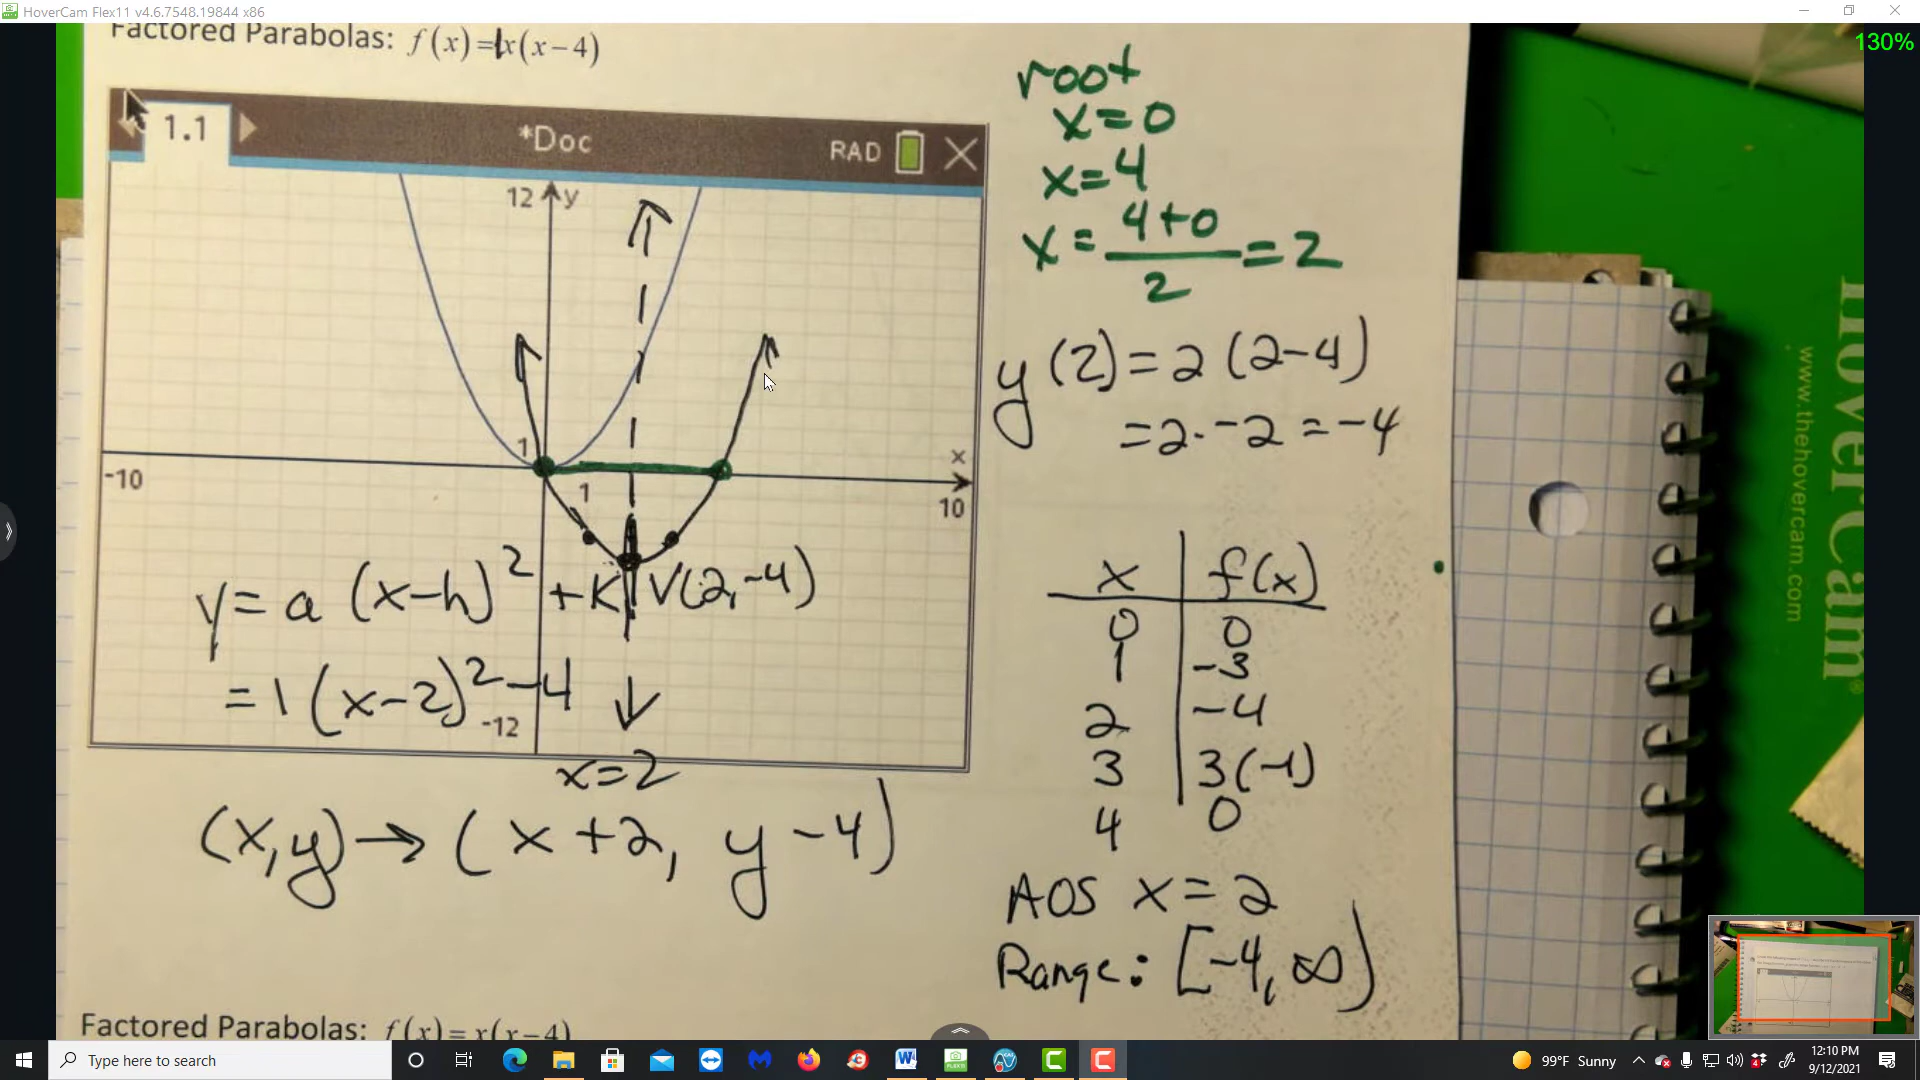 HoverCam Flex11 v4.6.7548.19844 x86
130%
Factored Parabolas: f(x)=1x(x-4)
1.1
*Doc
RAD
12
y
1
x
-10
1
10
-12
y = a (x-h)² + K
V(2,-4)
= 1 (x-2)² -4
x=2
(x,y) → (x+2, y-4)
root
x=0
x=4
x = 4+0 / 2 = 2
y(2) = 2(2-4)
=2·-2 = -4
x | f(x)
0 | 0
1 | -3
2 | -4
3 | 3(-1)
4 | 0
AOS x=2
Range: [-4, ∞)
Factored Parabolas: f(x)=x(x-4)
HoverCam®
www.thehovercam.com
Type here to search
99°F Sunny
12:10 PM
9/12/2021